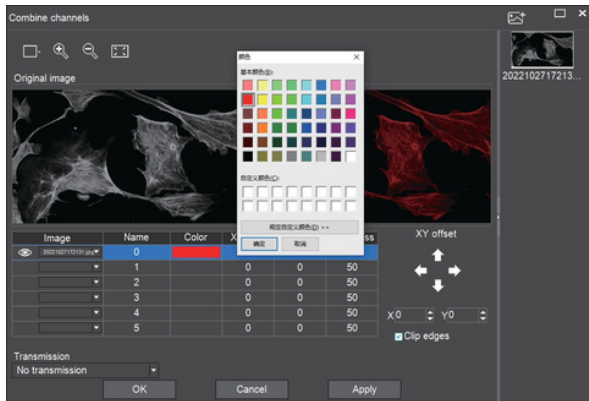 Combine channels
Original image
2022102717213...
颜色
基本颜色(B):
自定义颜色(C):
规定自定义颜色(D) >>
确定 取消
Image Name Color X ss XY offset
20221027172131.jpg 0
1 0 0 50
2 0 0 50
3 0 0 50
4 0 0 50
5 0 0 50
X 0 Y 0
Clip edges
Transmission
No transmission
OK Cancel Apply